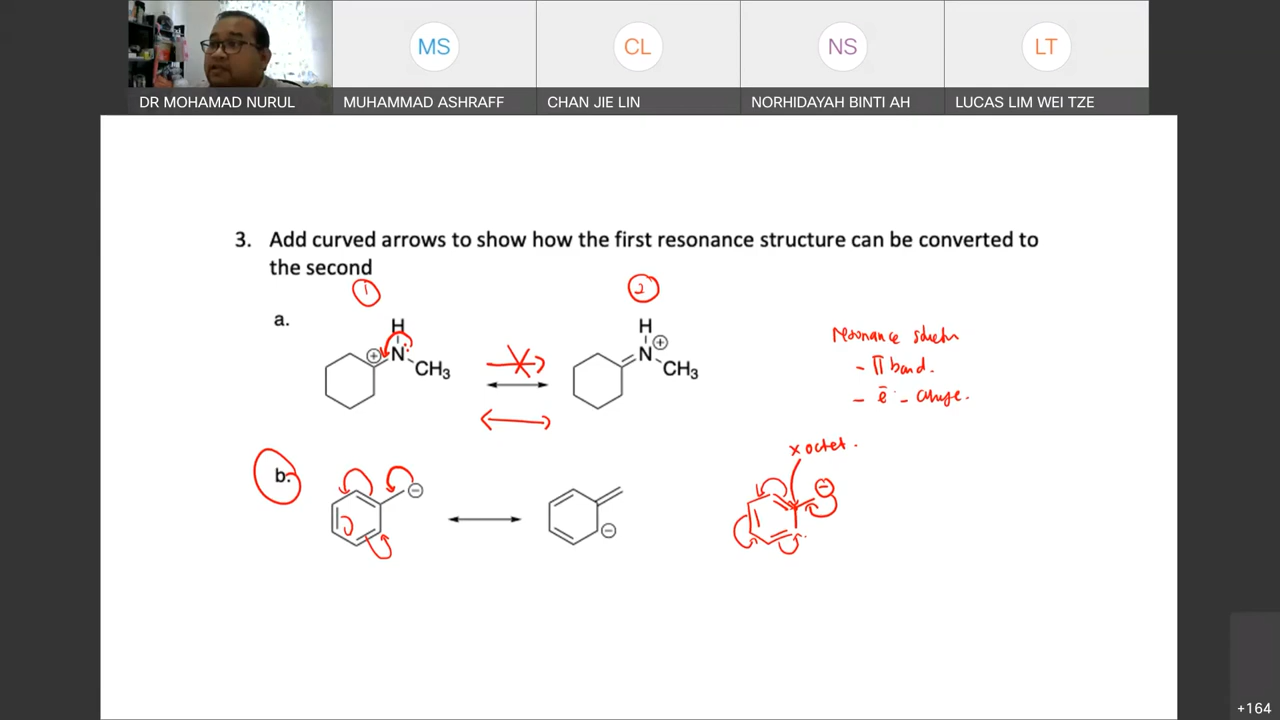 MS
CL
NS
LT
DR MOHAMAD NURUL
MUHAMMAD ASHRAFF
CHAN JIE LIN
NORHIDAYAH BINTI AH
LUCAS LIM WEI TZE
3. Add curved arrows to show how the first resonance structure can be converted to
the second
1
2
a.
H
N
CH3
H
N
CH3
resonance
- π bond.
- ē -
x octet.
b.
+164